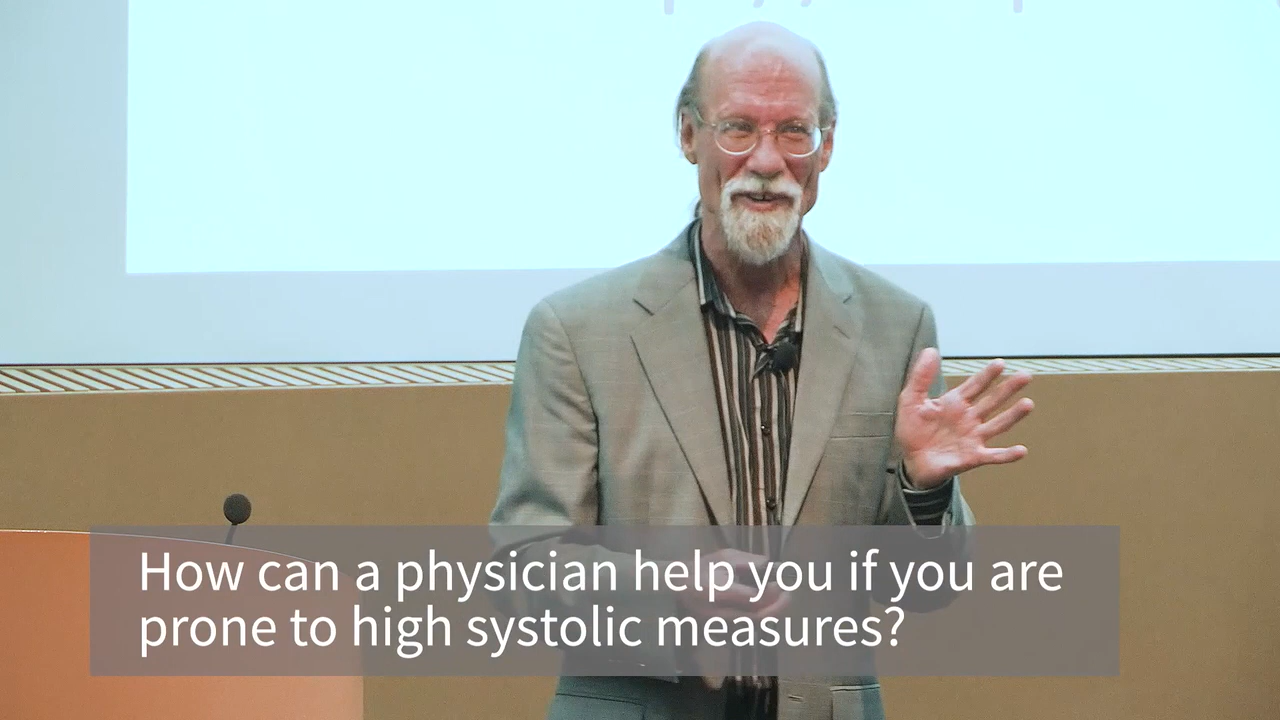 How can a physician help you if you are
prone to high systolic measures?